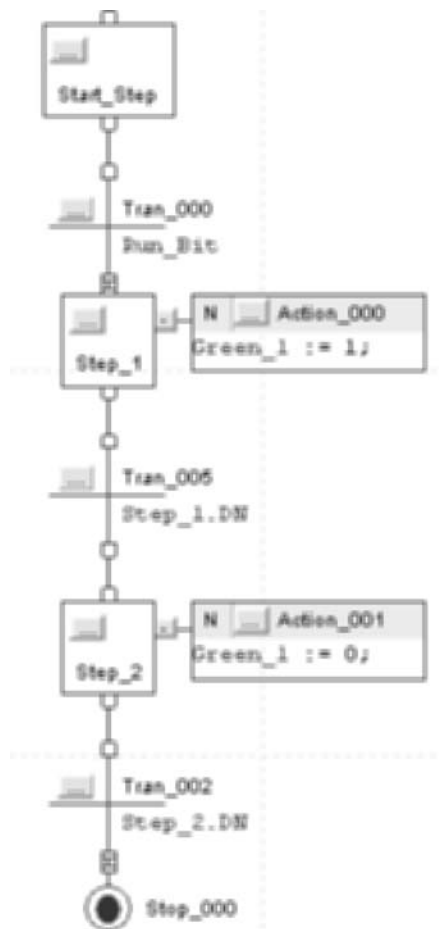 Start_Step
Tran_000
Run_Bit
N Action_000
Green_1 := 1;
Step_1
Tran_005
Step_1.DN
N Action_001
Green_1 := 0;
Step_2
Tran_002
Step_2.DN
Stop_000